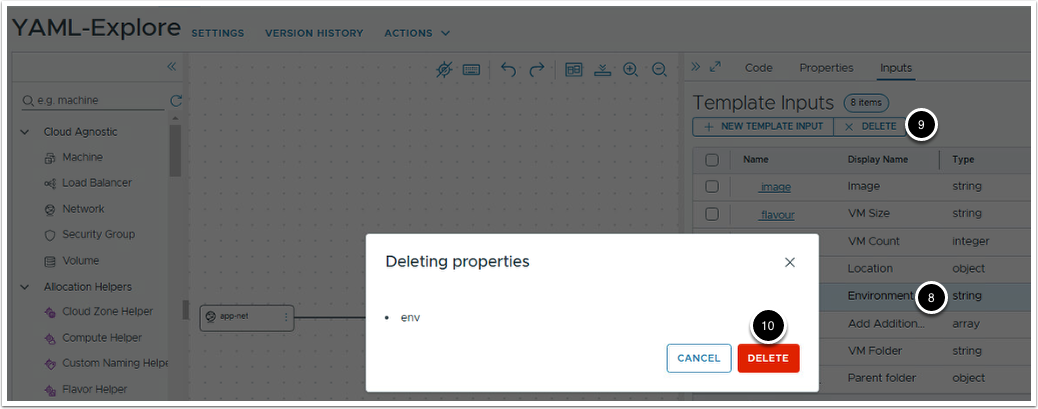 YAML-Explore SETTINGS VERSION HISTORY ACTIONS
Code Properties Inputs
e.g. machine
Cloud Agnostic
Machine
Load Balancer
Network
Security Group
Volume
Allocation Helpers
Cloud Zone Helper
Compute Helper
Custom Naming Helpe
Flavor Helper
app-net
Template Inputs 8 items
NEW TEMPLATE INPUT DELETE 9
Name Display Name Type
image Image string
flavour VM Size string
VM Count integer
Location object
Environment 8 string
Add Addition... array
VM Folder string
Parent folder object
Deleting properties
• env
10
CANCEL DELETE